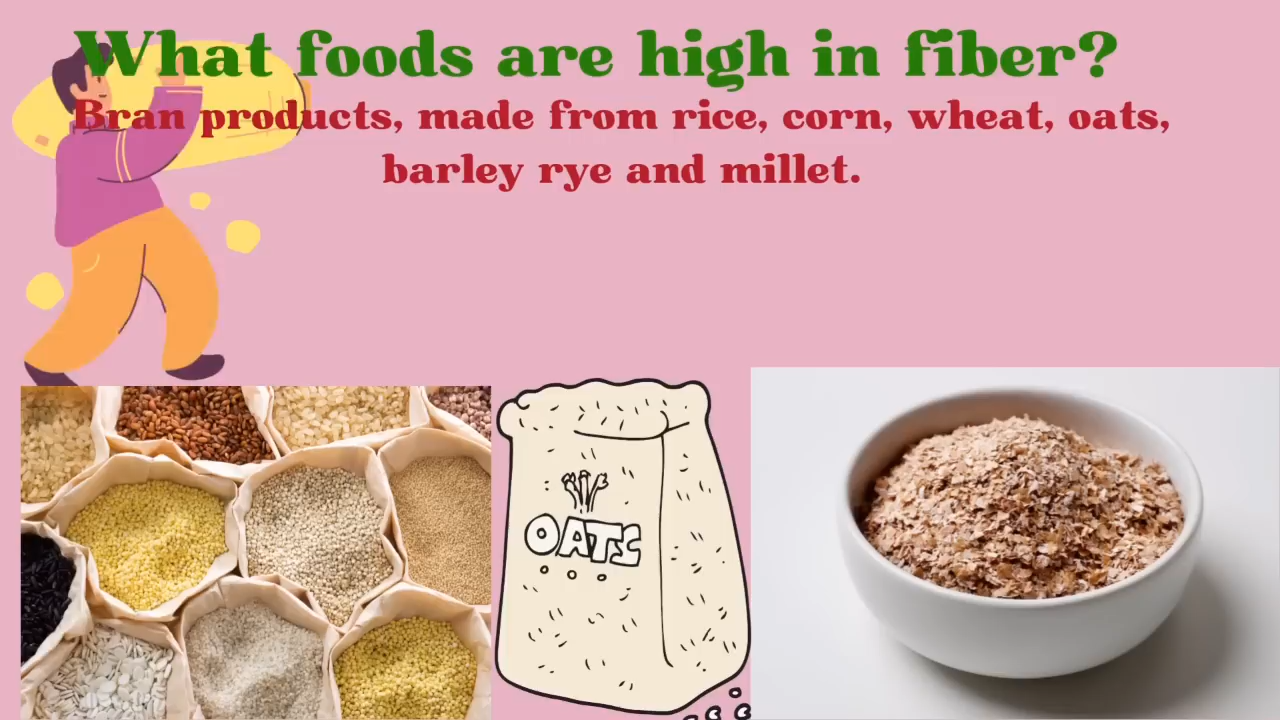 What foods are high in fiber?
Bran products, made from rice, corn, wheat, oats,
barley rye and millet.
OATS